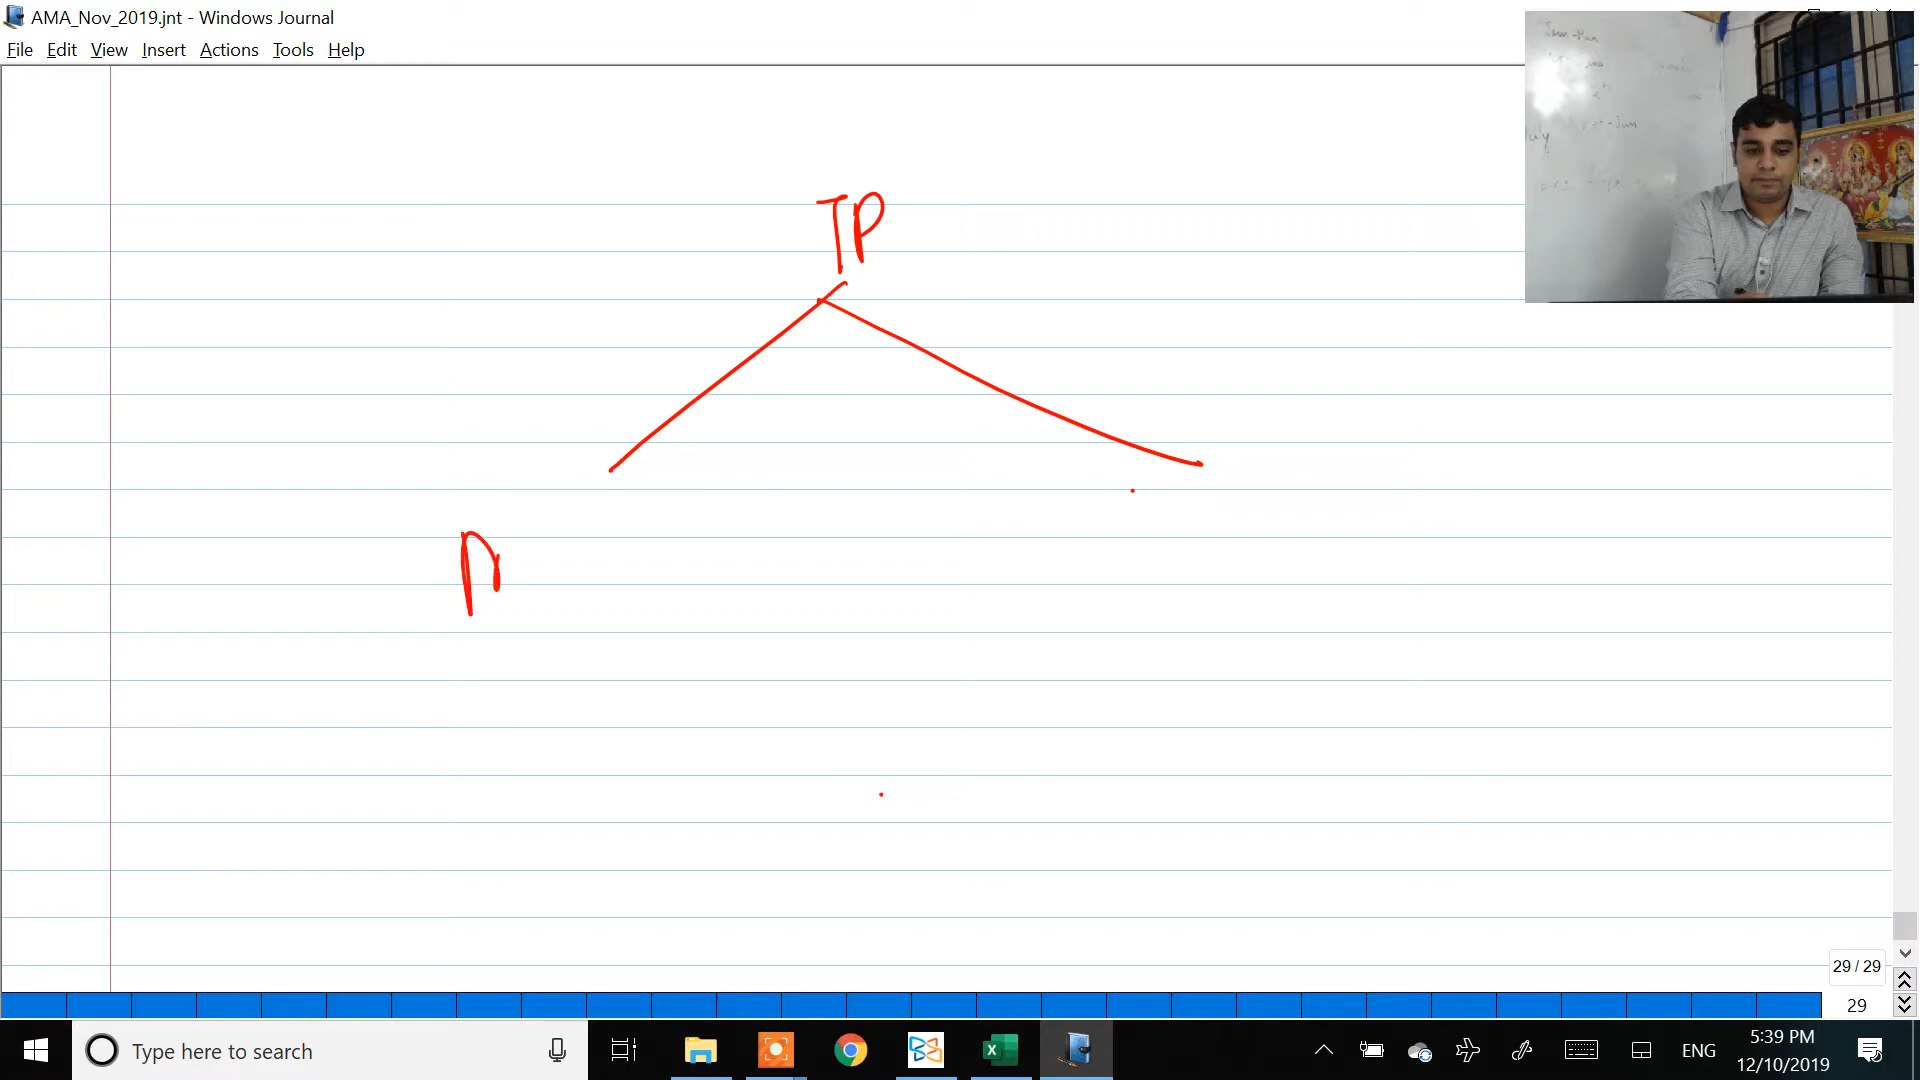 AMA_Nov_2019.jnt - Windows Journal
File Edit View Insert Actions Tools Help
TP
29 / 29
29
Type here to search
ENG
5:39 PM
12/10/2019